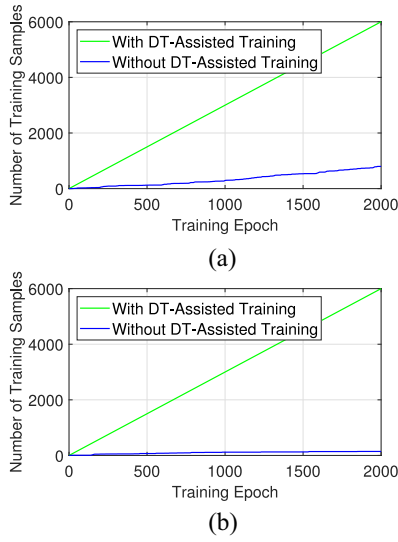 Number of Training Samples
6000
4000
2000
0
With DT-Assisted Training
Without DT-Assisted Training
0
500
1000
1500
2000
Training Epoch
(a)
Number of Training Samples
6000
4000
2000
0
With DT-Assisted Training
Without DT-Assisted Training
0
500
1000
1500
2000
Training Epoch
(b)